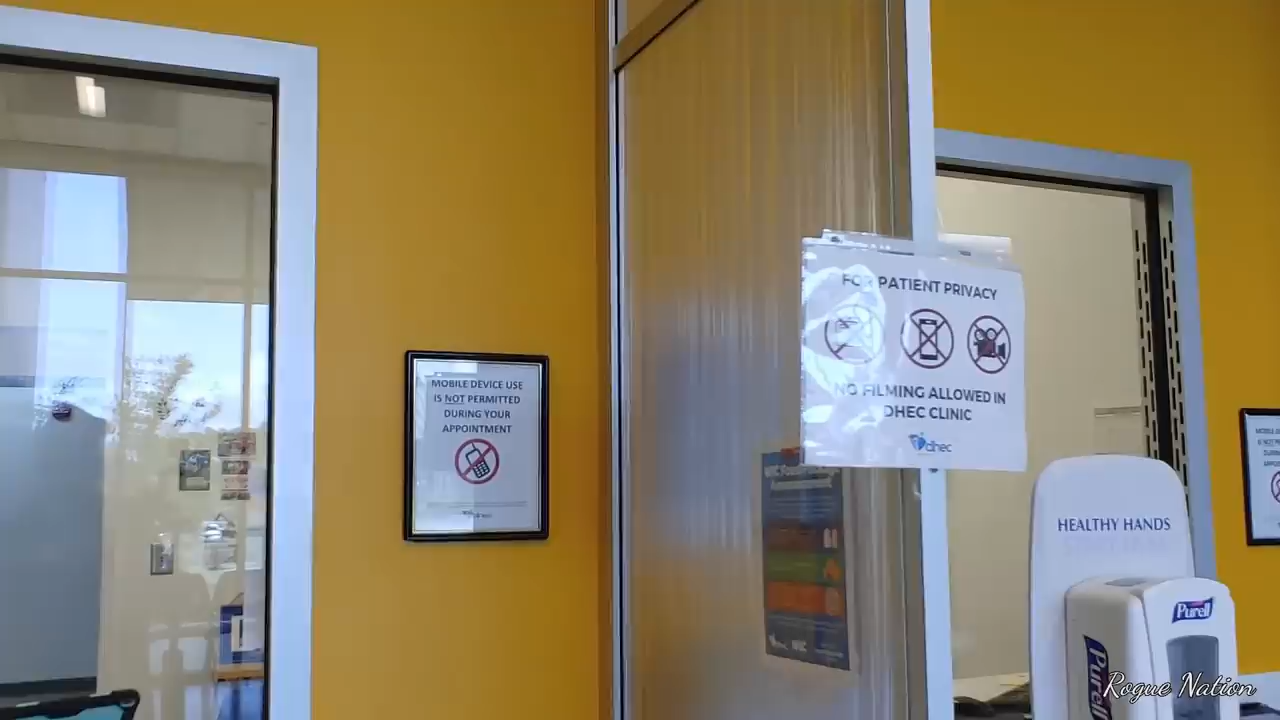 MOBILE DEVICE USE
IS NOT PERMITTED
DURING YOUR
APPOINTMENT
FOR PATIENT PRIVACY
NO FILMING ALLOWED IN
DHEC CLINIC
dhec
HEALTHY HANDS
Purell
Purell
Rogue Nation